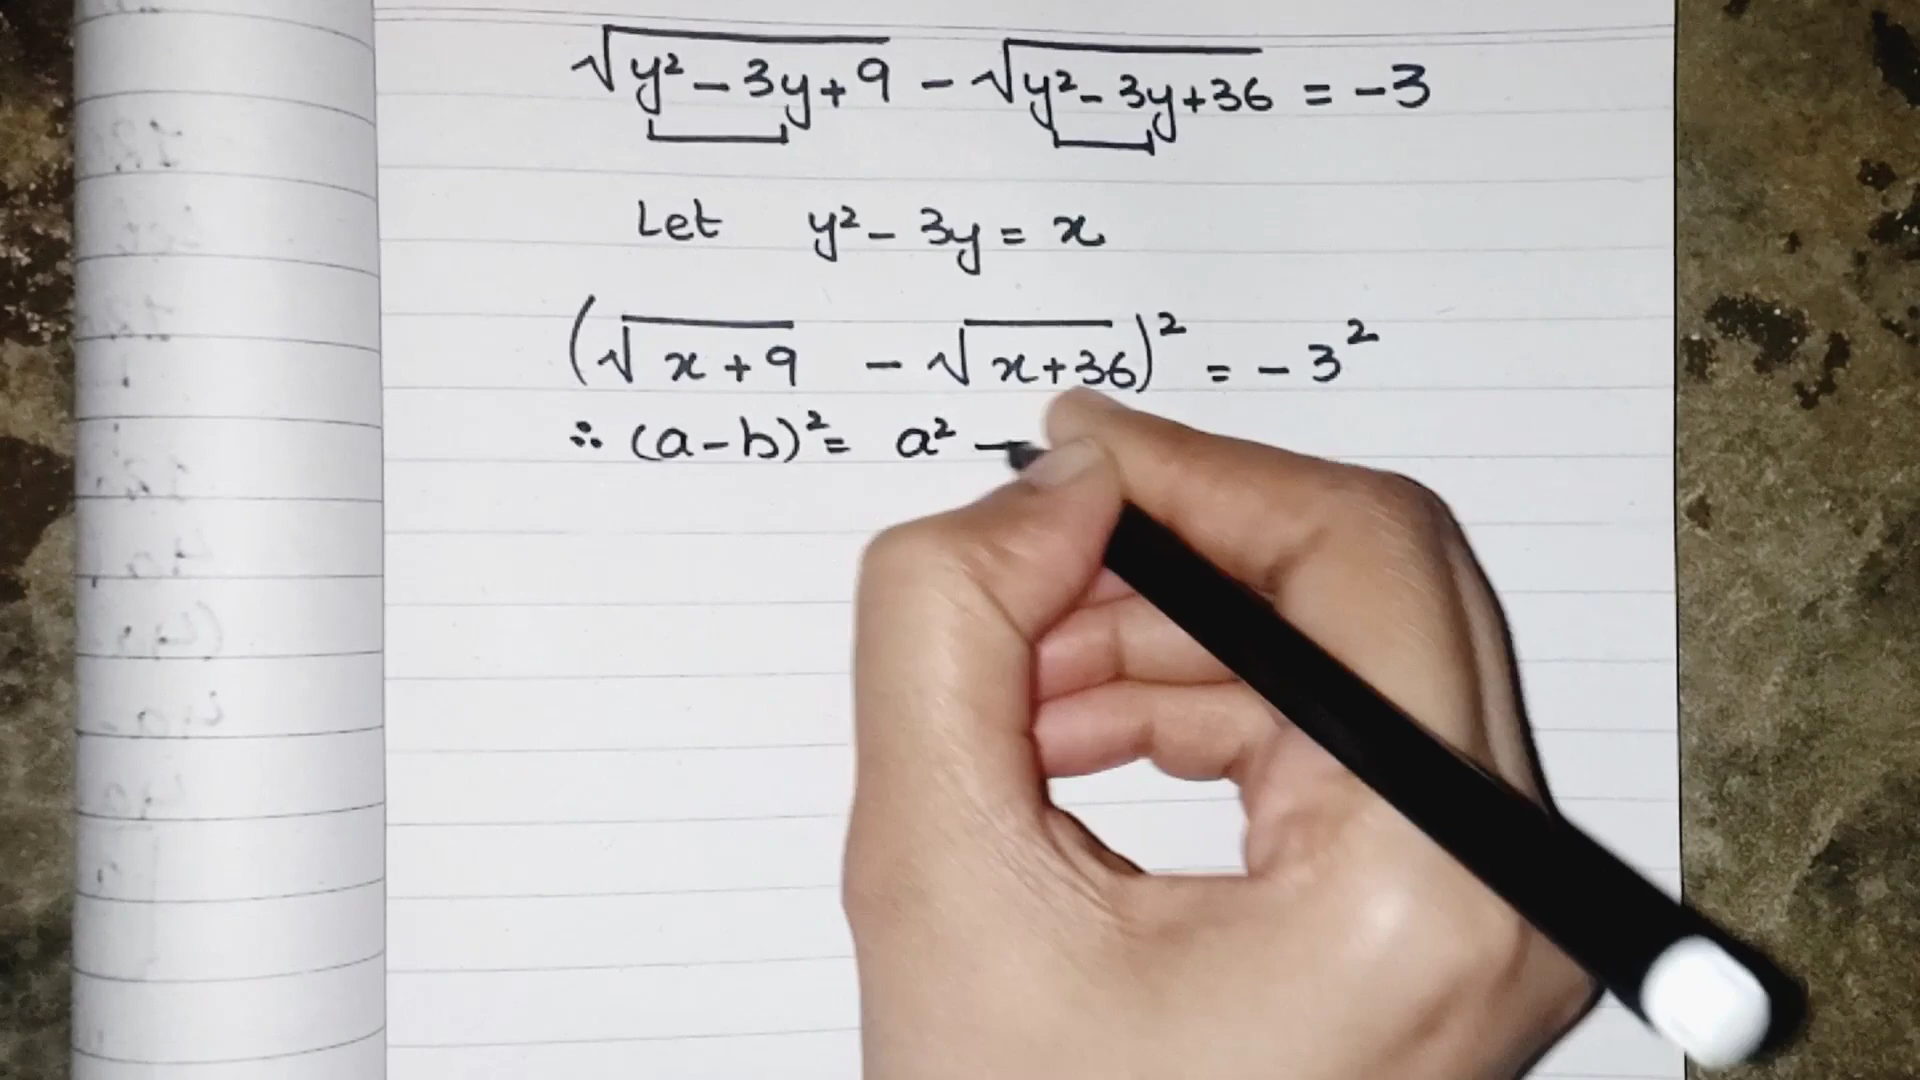 √(y² - 3y + 9) - √(y² - 3y + 36) = -3
Let y² - 3y = x
(√(x + 9) - √(x + 36))² = -3²
∴ (a - b)² = a² -